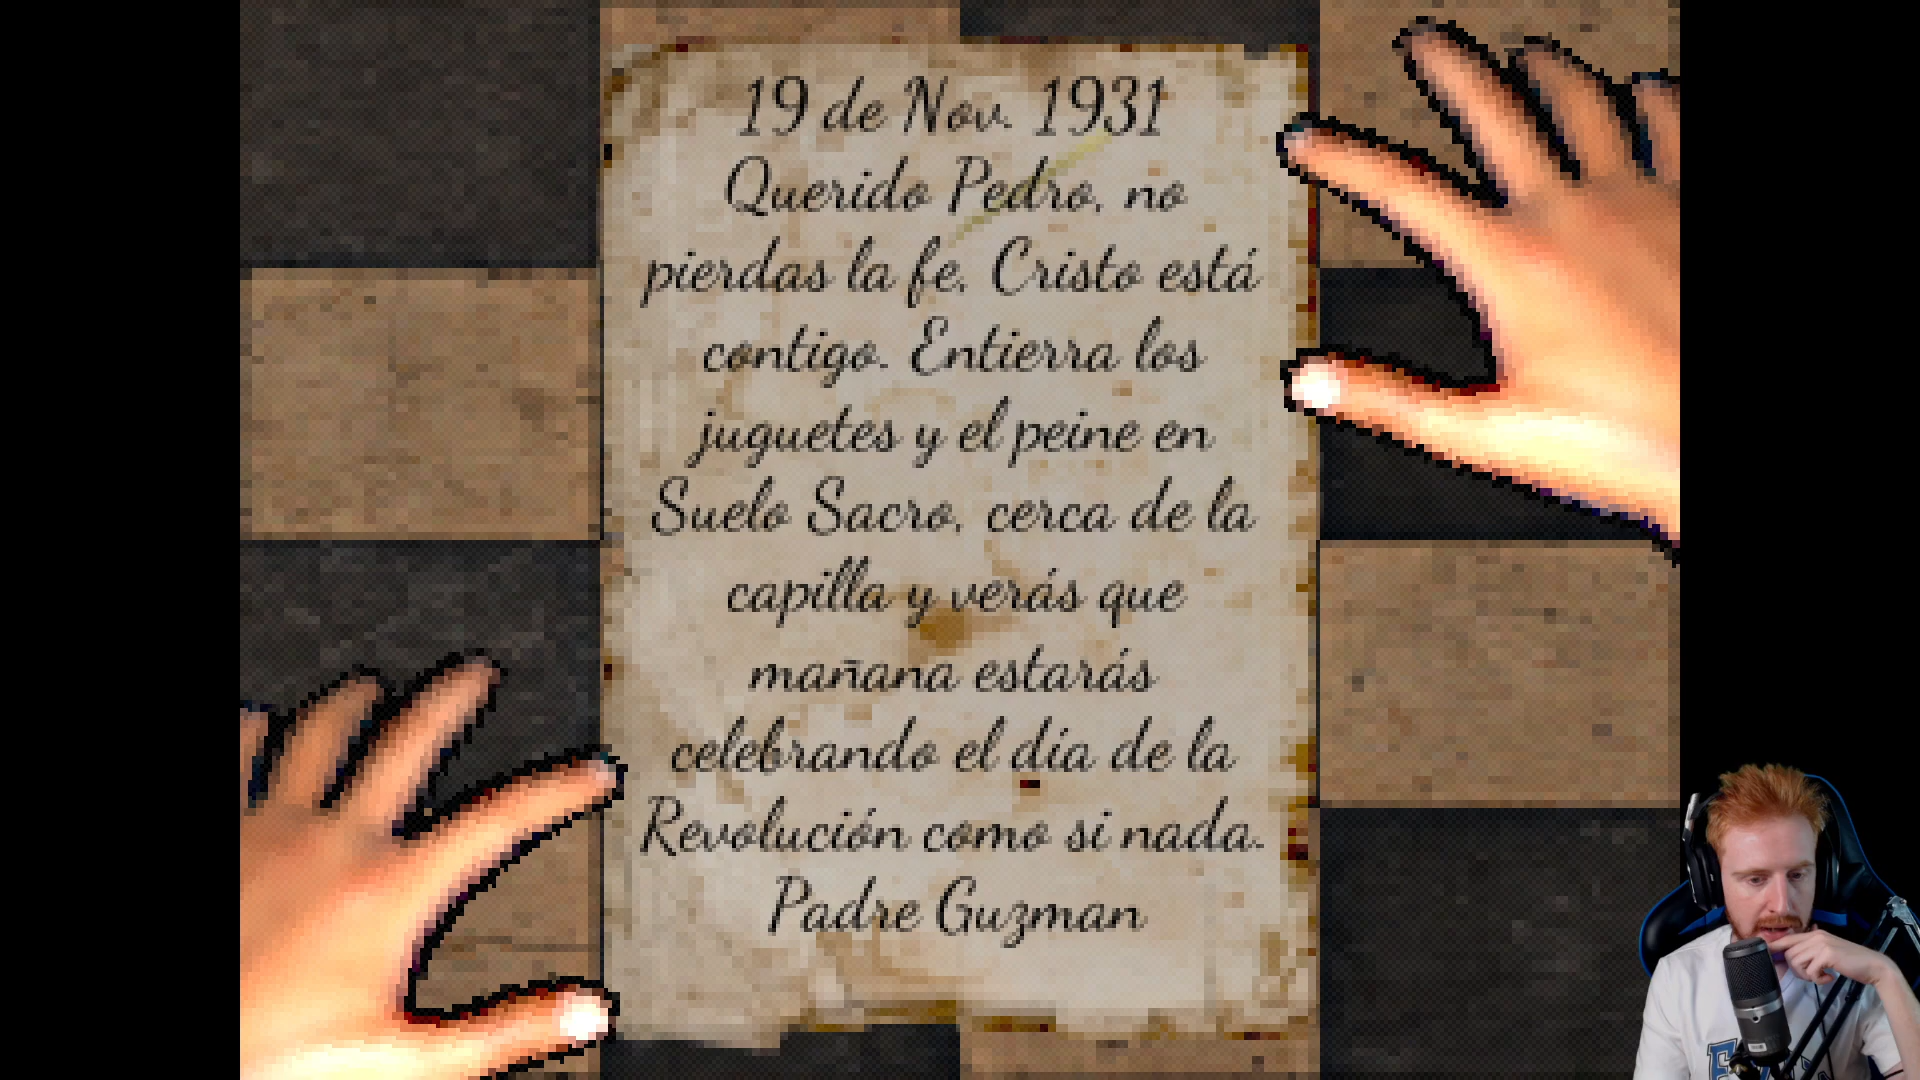 19 de Nov. 1931
Querido Pedro, no
pierdas la fe, Cristo está
contigo. Entierra los
juguetes y el peine en
Suelo Sacro, cerca de la
capilla y verás que
mañana estarás
celebrando el día de la
Revolución como si nada.
Padre Guzman